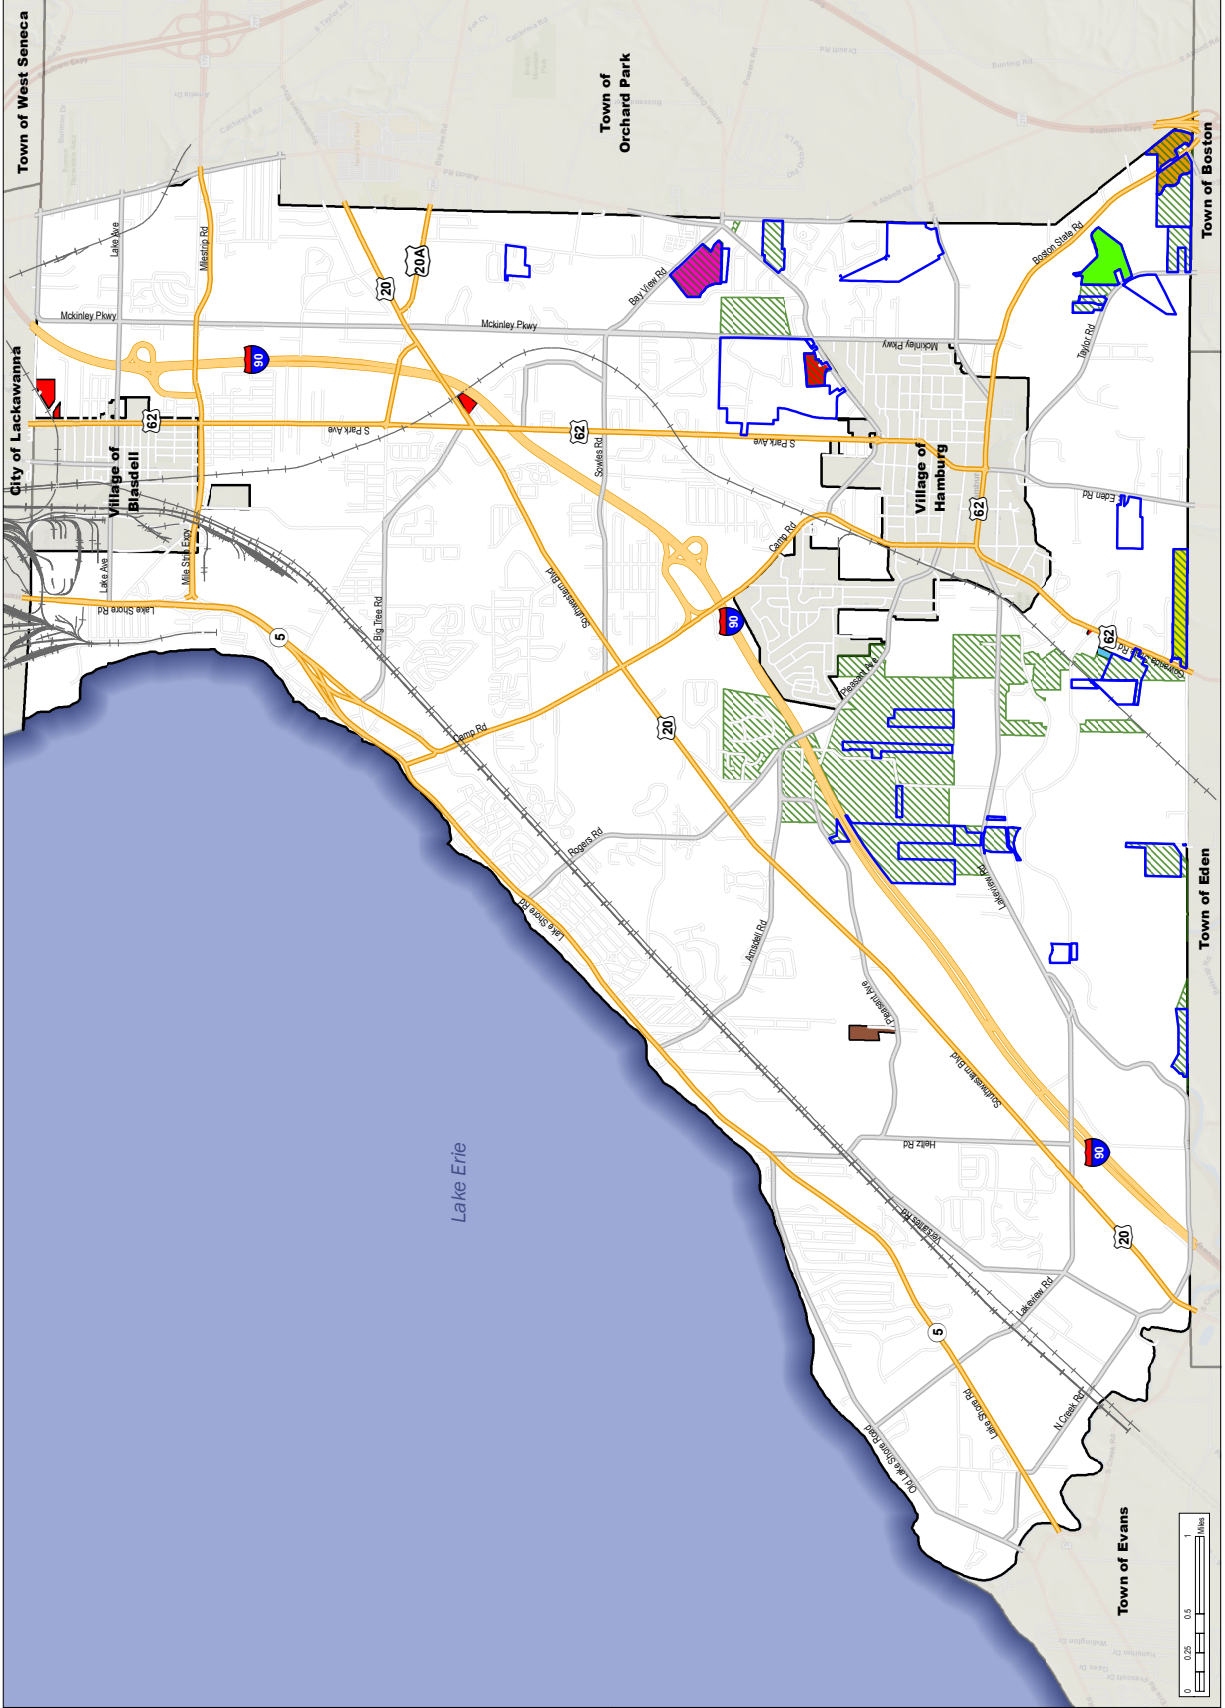 Town of West Seneca
City of Lackawanna
Village of
Blasdell
Town of
Orchard Park
Village of
Hamburg
Town of Boston
Town of Eden
Town of Evans
Lake Erie
Lake Ave
Milestrip Rd
Mckinley Pkwy
Mckinley Pkwy
Mckinley Pkwy
20
20A
90
62
62
S Park Ave
S Park Ave
Sowles Rd
Bay View Rd
Boston State Rd
Taylor Rd
Eden Rd
62
62
Lake Ave
Mile Strip Expy
Lake Shore Rd
5
Big Tree Rd
Southwestern Blvd
Camp Rd
90
Camp Rd
20
Pleasant Ave
Rogers Rd
Lake Shore Rd
Lake Shore Rd
Amsdell Rd
Pleasant Ave
Lakeview Rd
Southwestern Blvd
Heltz Rd
90
20
Versailles Rd
Lakeview Rd
5
Lake Shore Rd
N Creek Rd
Old Lake Shore Road
0 0.25 0.5 1
Miles